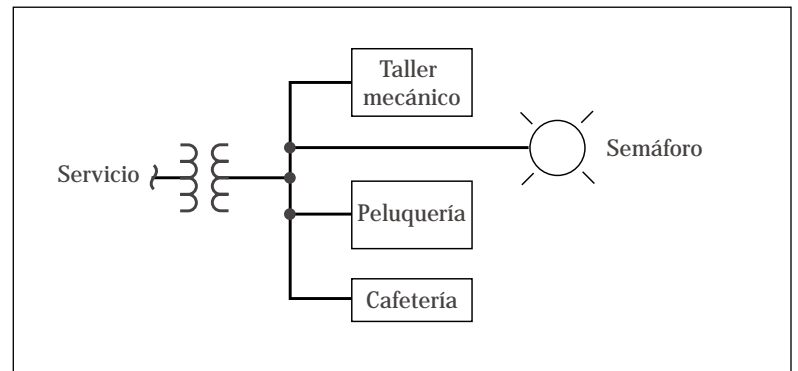 Taller
mecánico
Semáforo
Servicio
Peluquería
Cafetería